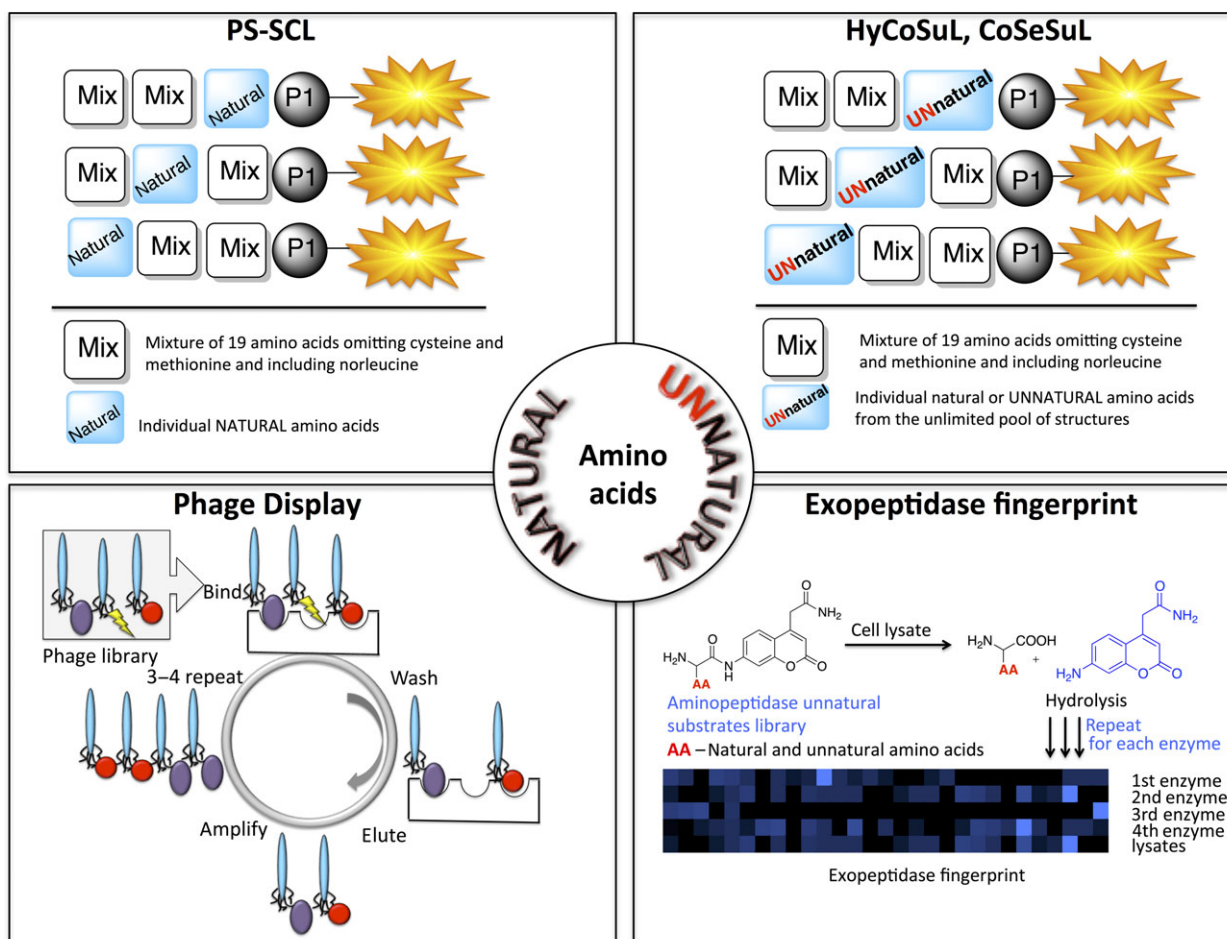 PS-SCL
Mix Mix Natural P1
Mix Natural Mix P1
Natural Mix Mix P1
Mix Mixture of 19 amino acids omitting cysteine and
methionine and including norleucine
Natural Individual NATURAL amino acids
HyCoSuL, CoSeSuL
Mix Mix UNnatural P1
Mix UNnatural Mix P1
UNnatural Mix Mix P1
Mix Mixture of 19 amino acids omitting cysteine
and methionine and including norleucine
UNnatural Individual natural or UNNATURAL amino acids
from the unlimited pool of structures
NATURAL
Amino
acids
UNNATURAL
Phage Display
Bind
Phage library
3–4 repeat
Wash
Amplify
Elute
Exopeptidase fingerprint
H₂N
AA
O
N
H
O
O
O
NH₂
Cell lysate
H₂N
COOH
AA
+
H₂N
O
O
O
NH₂
Aminopeptidase unnatural
substrates library
AA – Natural and unnatural amino acids
Hydrolysis
Repeat
for each enzyme
1st enzyme
2nd enzyme
3rd enzyme
4th enzyme
lysates
Exopeptidase fingerprint